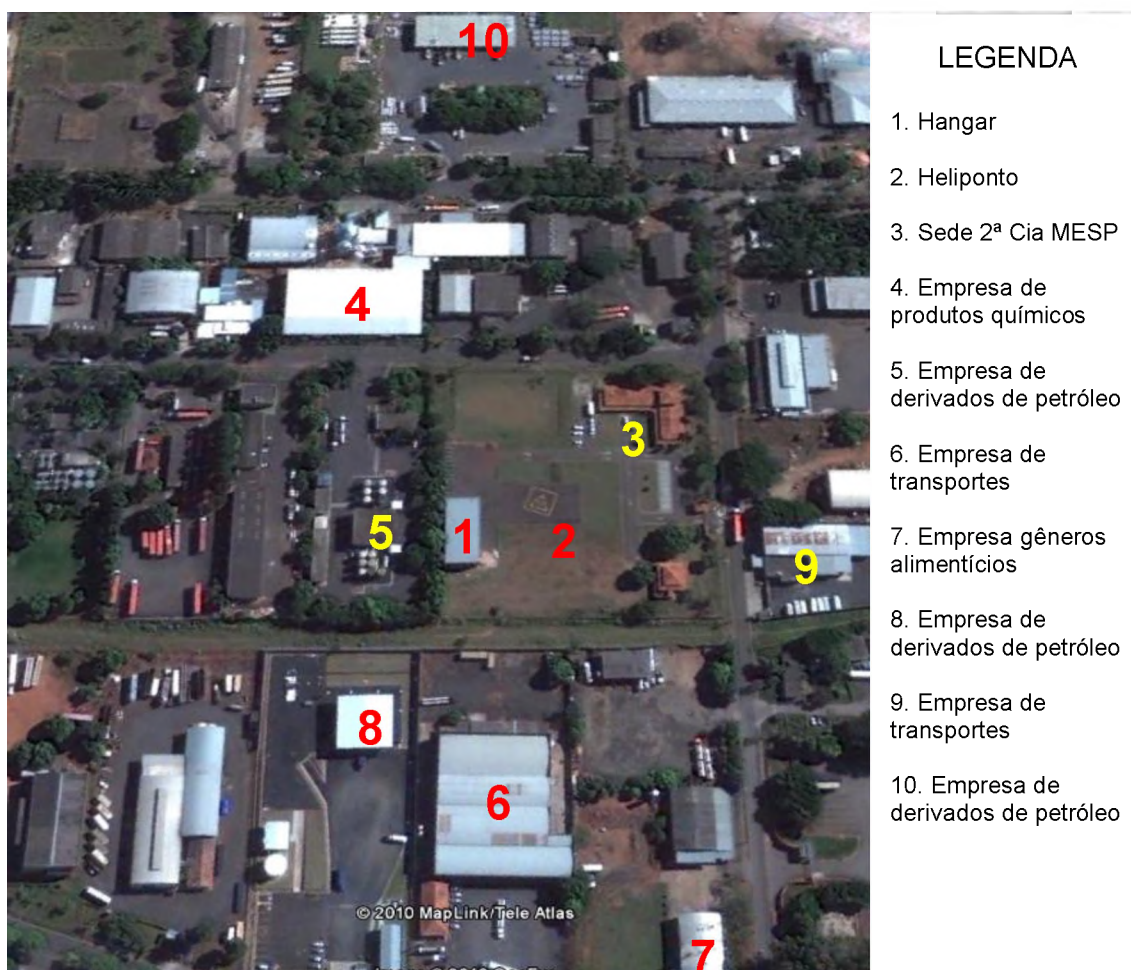 10
LEGENDA
1. Hangar
2. Heliponto
3. Sede 2ª Cia MESP
4. Empresa de
produtos químicos
5. Empresa de
derivados de petróleo
6. Empresa de
transportes
7. Empresa gêneros
alimentícios
8. Empresa de
derivados de petróleo
9. Empresa de
transportes
10. Empresa de
derivados de petróleo
4
3
5
1
2
9
8
6
© 2010 MapLink/Tele Atlas
7